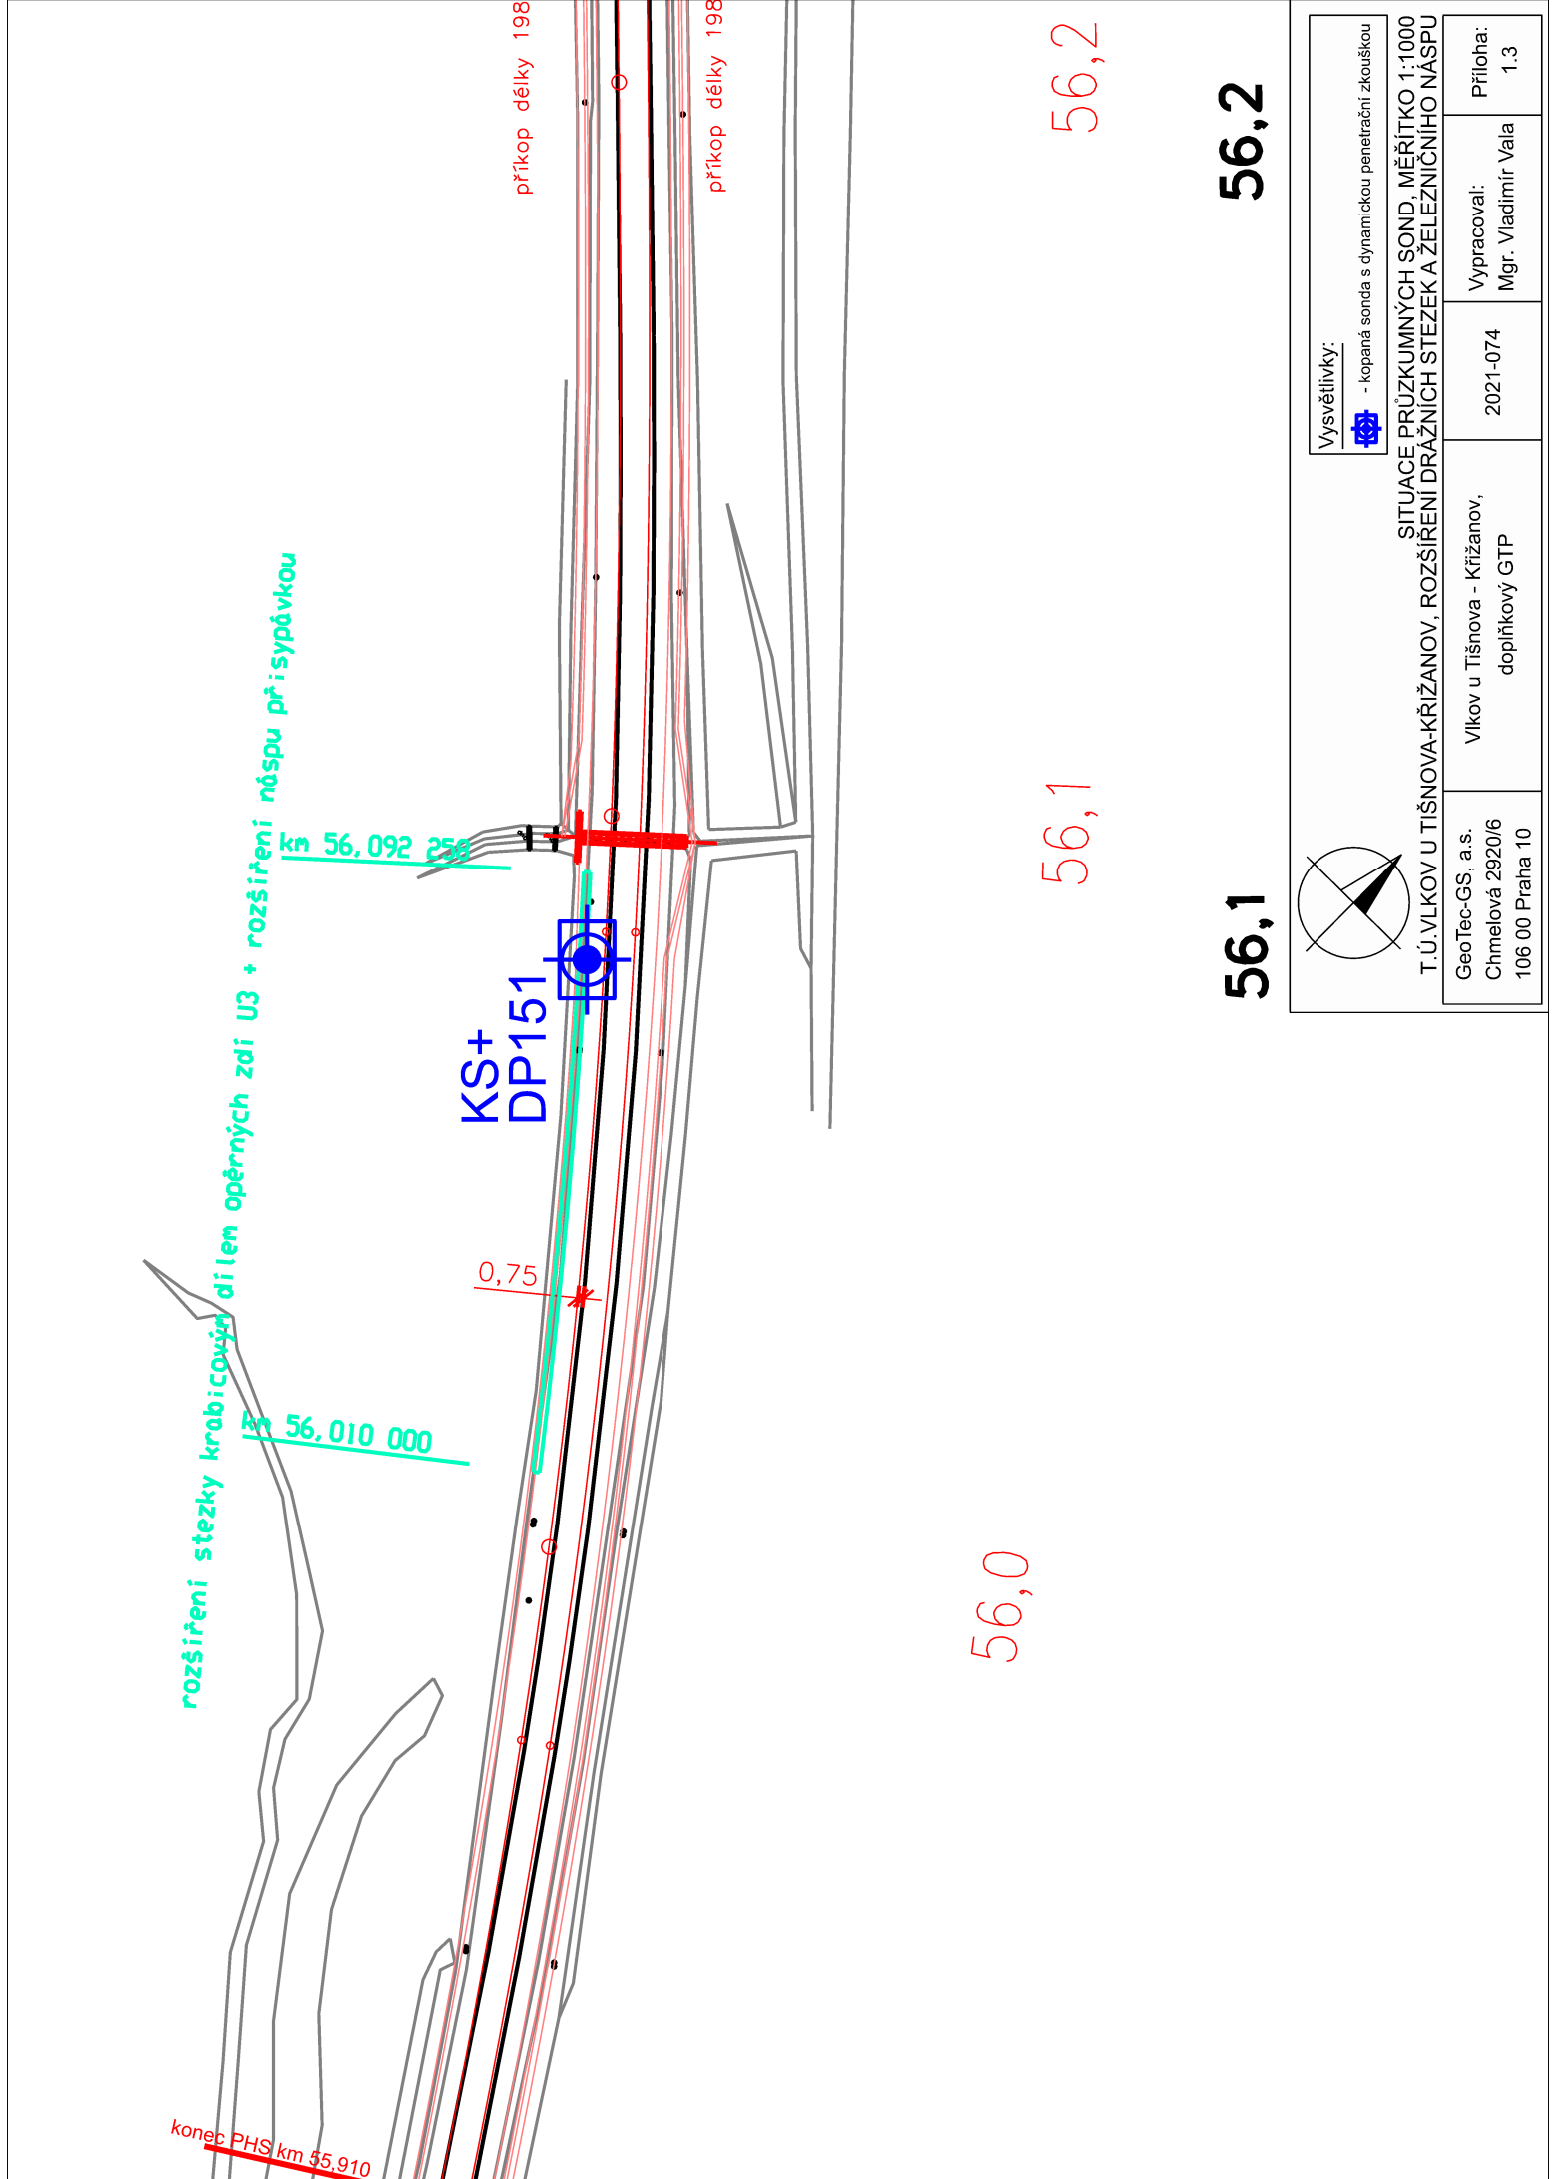 příkop délky 198
příkop délky 198
56,2
56,2
rozšíření stezky krabicovým dílem opěrných zdí U3 + rozšíření náspu přisypávkou
km 56,092 258
56,1
56,1
KS+
DP151
0,75
km 56,010 000
56,0
konec PHS km 55,910
Vysvětlivky:
- kopaná sonda s dynamickou penetrační zkouškou
SITUACE PRŮZKUMNÝCH SOND, MĚŘÍTKO 1:1000
T.Ú.VLKOV U TIŠNOVA-KŘIŽANOV, ROZŠÍŘENÍ DRÁŽNÍCH STEZEK A ŽELEZNIČNÍHO NÁSPU
GeoTec-GS, a.s.
Chmelová 2920/6
106 00 Praha 10
Vlkov u Tišnova - Křižanov,
doplňkový GTP
2021-074
Vypracoval:
Mgr. Vladimír Vala
Příloha:
1.3